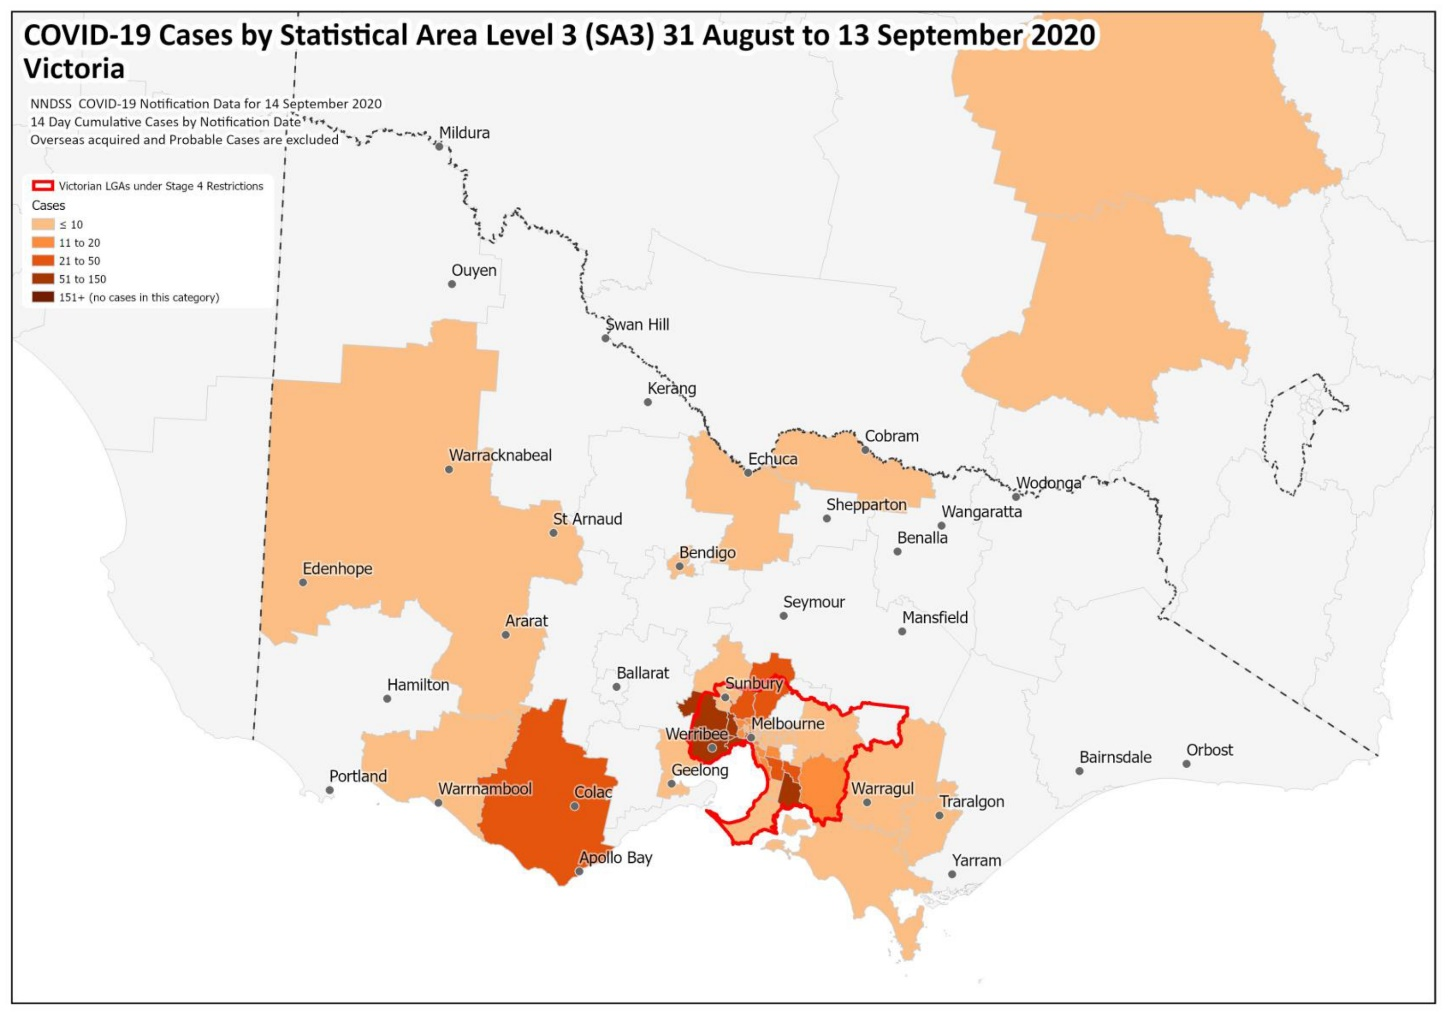 COVID-19 Cases by Statistical Area Level 3 (SA3) 31 August to 13 September 2020
Victoria
NNDSS COVID-19 Notification Data for 14 September 2020
14 Day Cumulative Cases by Notification Date
Overseas acquired and Probable Cases are excluded
Mildura
Victorian LGAs under Stage 4 Restrictions
Cases
≤ 10
11 to 20
21 to 50
51 to 150
151+ (no cases in this category)
Ouyen
Swan Hill
Kerang
Cobram
Warracknabeal
Echuca
Wodonga
Shepparton
Wangaratta
St Arnaud
Benalla
Bendigo
Edenhope
Seymour
Mansfield
Ararat
Ballarat
Hamilton
Sunbury
Melbourne
Werribee
Bairnsdale
Orbost
Geelong
Portland
Warrnambool
Colac
Warragul
Traralgon
Apollo Bay
Yarram